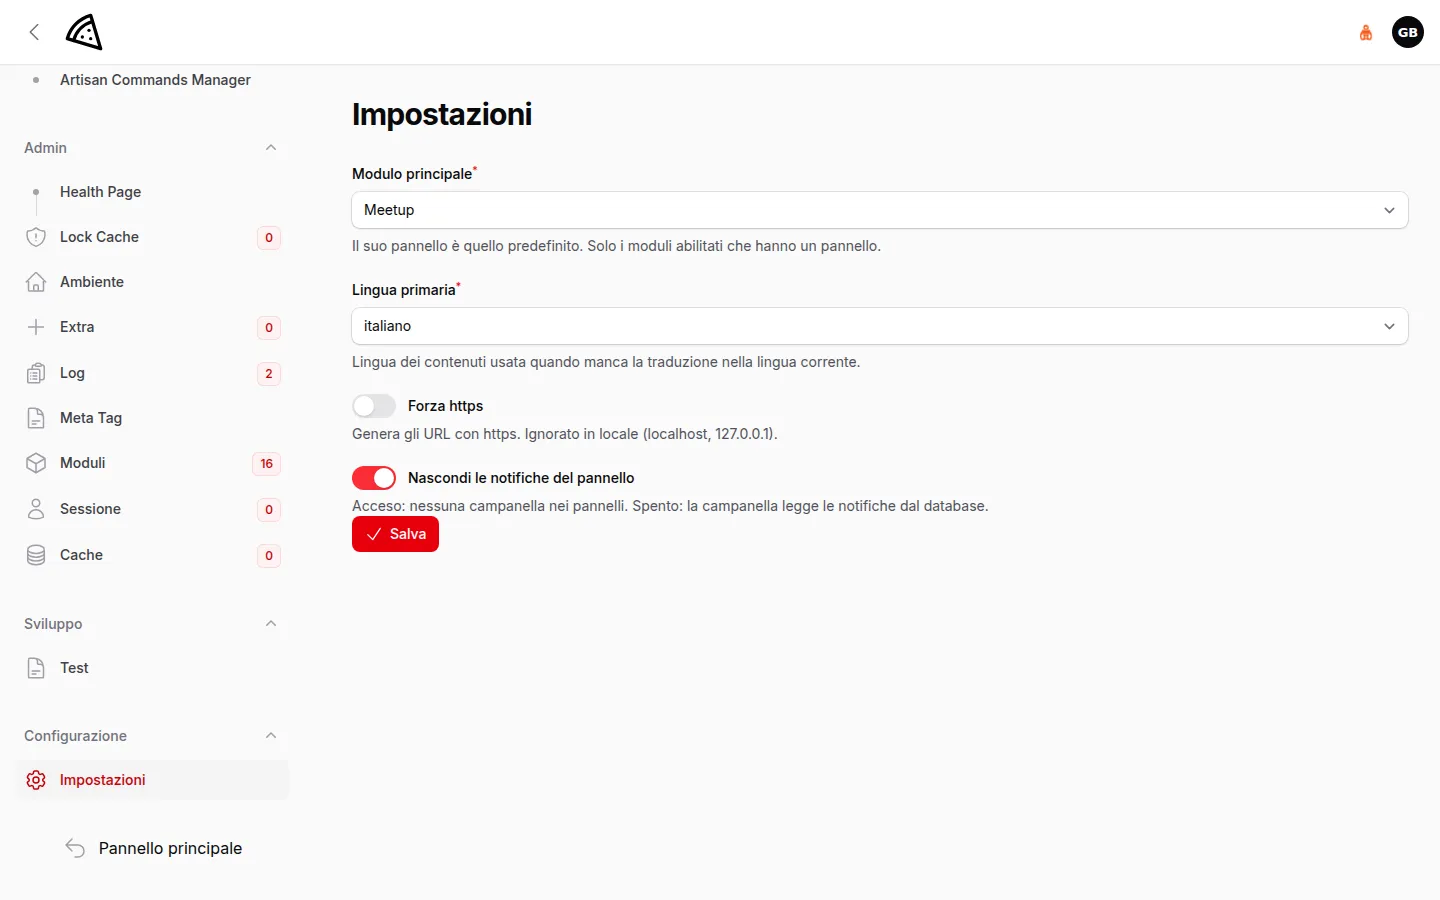 GB
Artisan Commands Manager
Admin
Health Page
Lock Cache 0
Ambiente
Extra 0
Log 2
Meta Tag
Moduli 16
Sessione 0
Cache 0
Sviluppo
Test
Configurazione
Impostazioni
Pannello principale
Impostazioni
Modulo principale*
Meetup
Il suo pannello è quello predefinito. Solo i moduli abilitati che hanno un pannello.
Lingua primaria*
italiano
Lingua dei contenuti usata quando manca la traduzione nella lingua corrente.
Forza https
Genera gli URL con https. Ignorato in locale (localhost, 127.0.0.1).
Nascondi le notifiche del pannello
Acceso: nessuna campanella nei pannelli. Spento: la campanella legge le notifiche dal database.
Salva